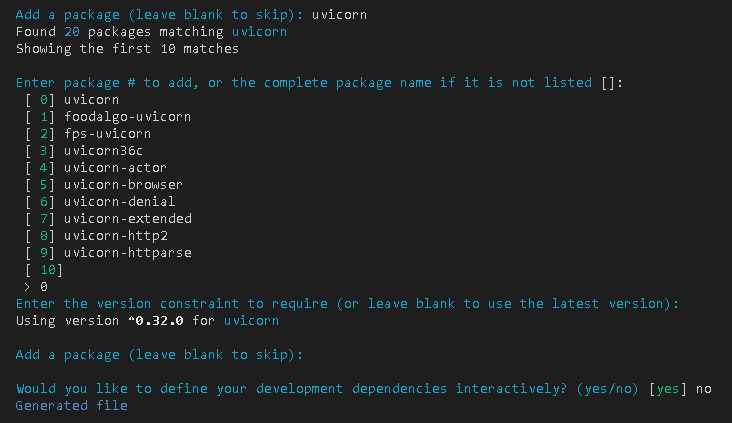 Add a package (leave blank to skip): uvicorn
Found 20 packages matching uvicorn
Showing the first 10 matches
Enter package # to add, or the complete package name if it is not listed []:
[ 0] uvicorn
[ 1] foodalgo-uvicorn
[ 2] fps-uvicorn
[ 3] uvicorn36c
[ 4] uvicorn-actor
[ 5] uvicorn-browser
[ 6] uvicorn-denial
[ 7] uvicorn-extended
[ 8] uvicorn-http2
[ 9] uvicorn-httparse
[ 10]
> 0
Enter the version constraint to require (or leave blank to use the latest version):
Using version ^0.32.0 for uvicorn
Add a package (leave blank to skip):
Would you like to define your development dependencies interactively? (yes/no) [yes] no
Generated file